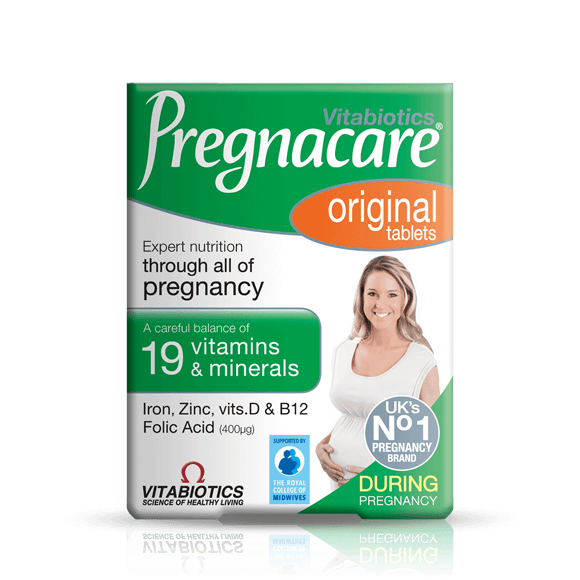 Vitabiotics
Pregnacare®
original
tablets
Expert nutrition
through all of
pregnancy
A careful balance of
19 vitamins
& minerals
Iron, Zinc, vits.D & B12
Folic Acid (400µg)
SUPPORTED BY
THE ROYAL
COLLEGE OF
MIDWIVES
UK's
Nº1
PREGNANCY
BRAND
VITABIOTICS
SCIENCE OF HEALTHY LIVING
DURING
PREGNANCY